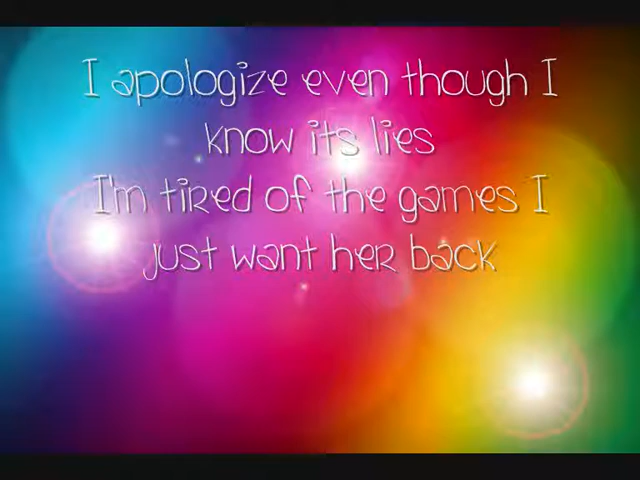 I apologize even though I
know its lies
I'm tired of the games I
just want her back